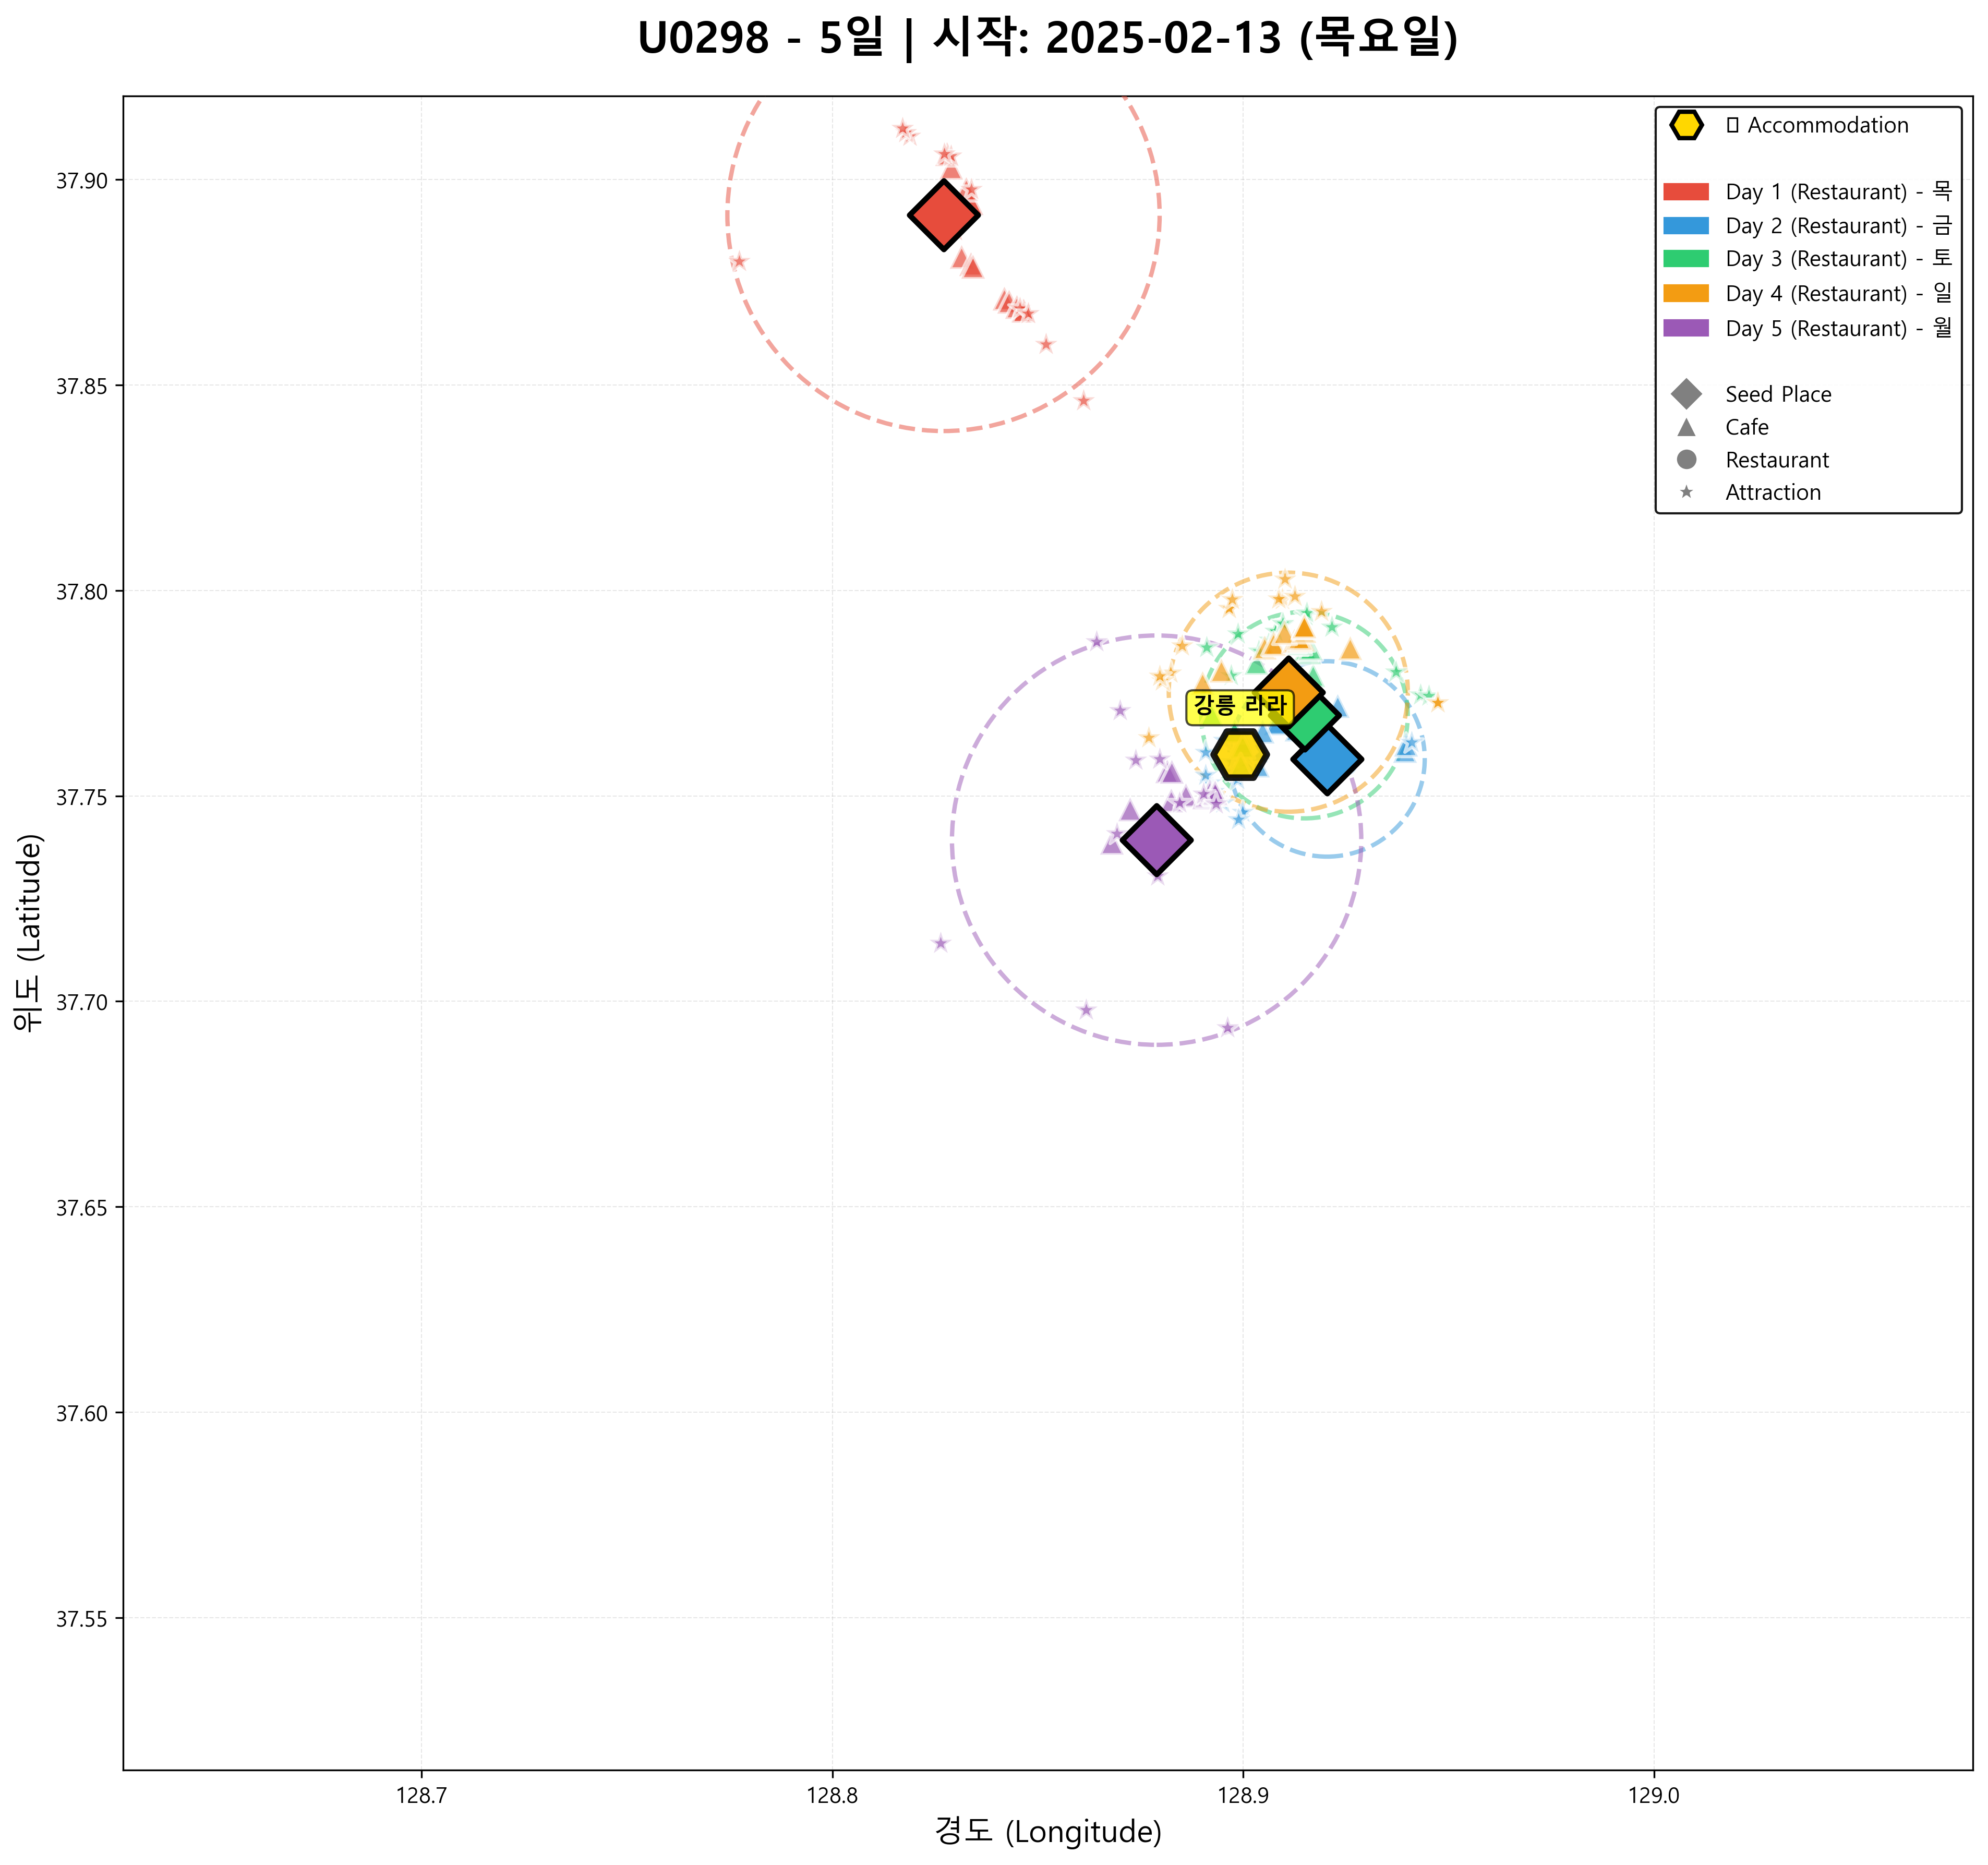 U0298 - 5일 | 시작: 2025-02-13 (목요일)
Accommodation
Day 1 (Restaurant) - 목
Day 2 (Restaurant) - 금
Day 3 (Restaurant) - 토
Day 4 (Restaurant) - 일
Day 5 (Restaurant) - 월
Seed Place
Cafe
Restaurant
Attraction
강릉 라라
위도 (Latitude)
37.90
37.85
37.80
37.75
37.70
37.65
37.60
37.55
128.7
128.8
128.9
129.0
경도 (Longitude)